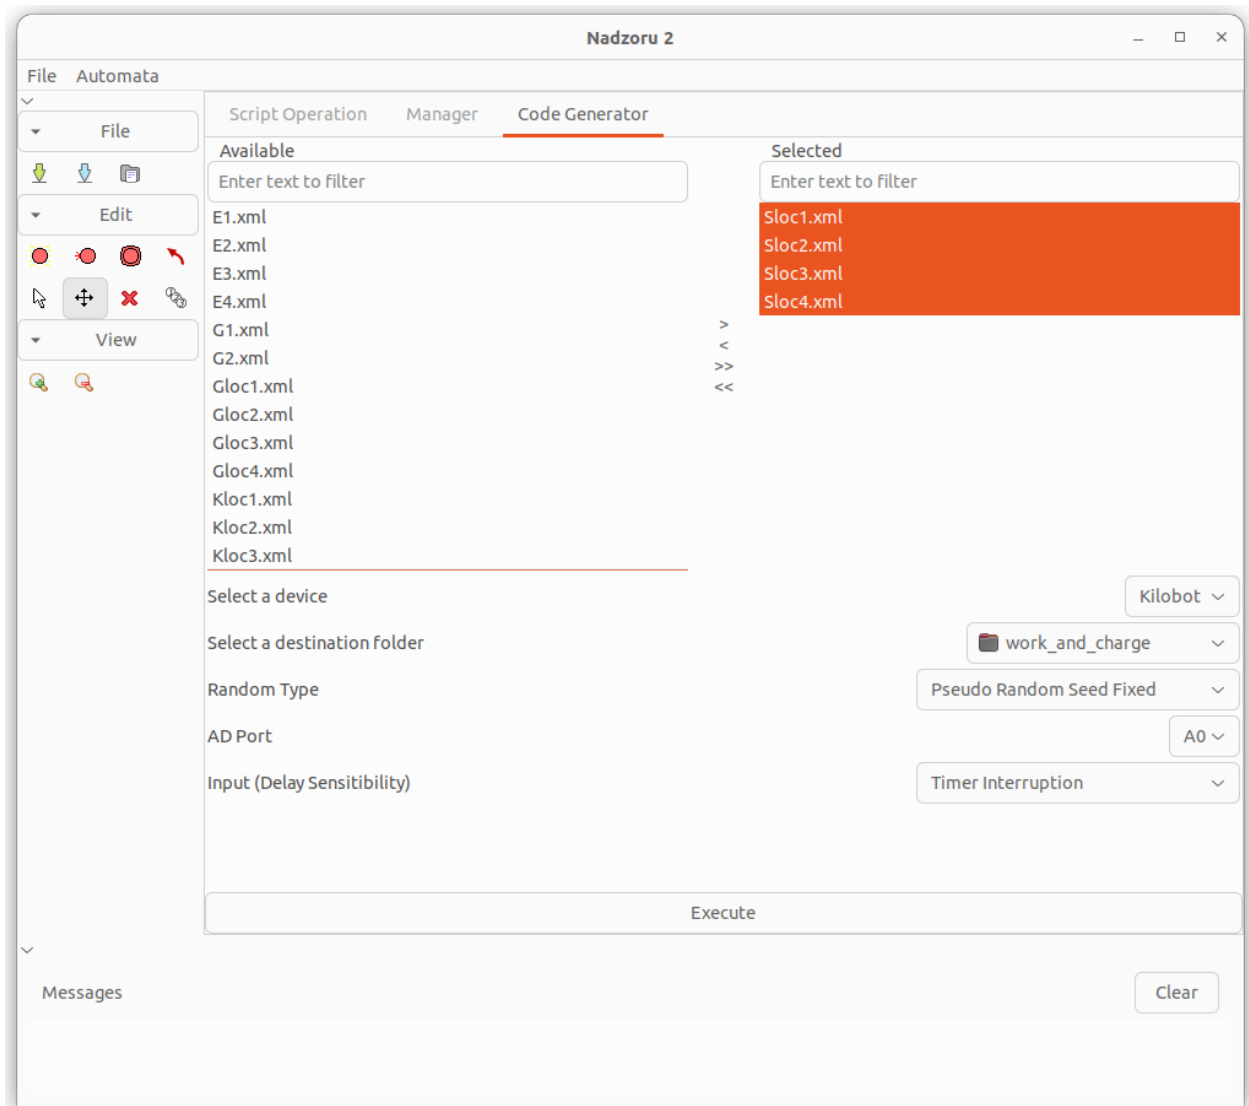 Nadzoru 2
File Automata
File
Edit
View
Script Operation Manager Code Generator
Available
Enter text to filter
E1.xml
E2.xml
E3.xml
E4.xml
G1.xml
G2.xml
Gloc1.xml
Gloc2.xml
Gloc3.xml
Gloc4.xml
Kloc1.xml
Kloc2.xml
Kloc3.xml
>
<
>>
<<
Selected
Enter text to filter
Sloc1.xml
Sloc2.xml
Sloc3.xml
Sloc4.xml
Select a device Kilobot
Select a destination folder work_and_charge
Random Type Pseudo Random Seed Fixed
AD Port A0
Input (Delay Sensitibility) Timer Interruption
Execute
Messages Clear